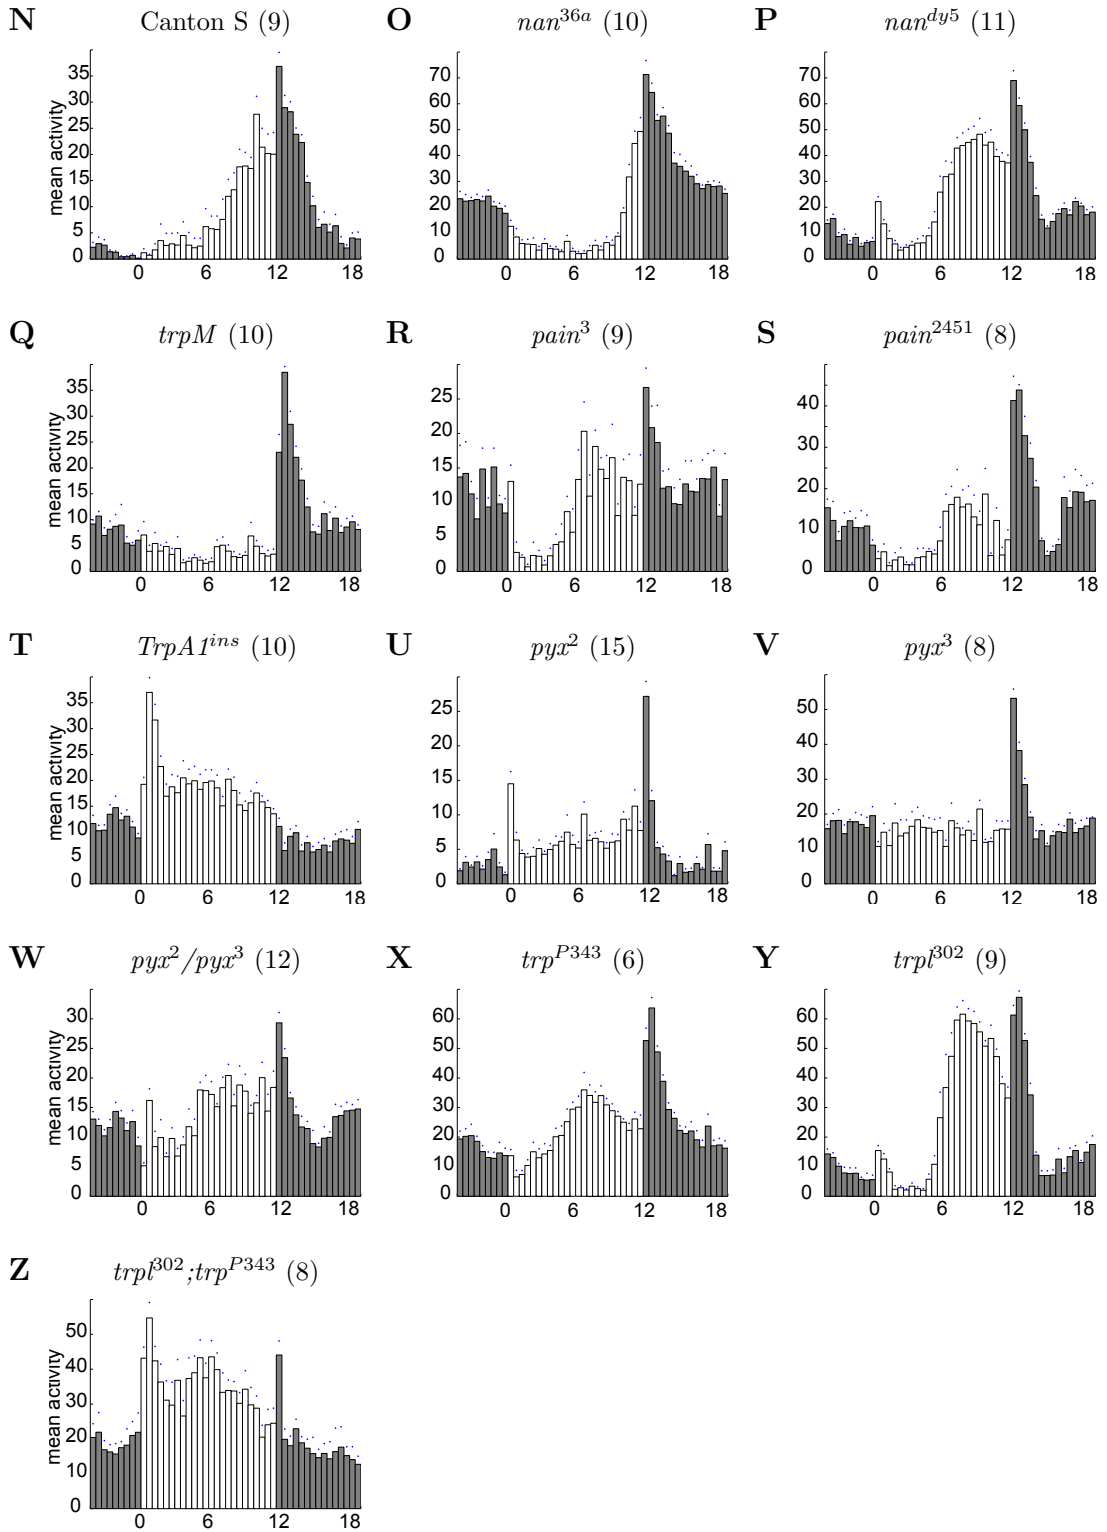 N Canton S (9)
O nan36a (10)
P nandy5 (11)
mean activity
0 5 10 15 20 25 30 35
0 6 12 18
0 10 20 30 40 50 60 70
0 6 12 18
0 10 20 30 40 50 60 70
0 6 12 18
Q trpM (10)
R pain3 (9)
S pain2451 (8)
mean activity
0 5 10 15 20 25 30 35
0 6 12 18
0 5 10 15 20 25
0 6 12 18
0 10 20 30 40
0 6 12 18
T TrpA1ins (10)
U pyx2 (15)
V pyx3 (8)
mean activity
0 5 10 15 20 25 30 35
0 6 12 18
0 5 10 15 20 25
0 6 12 18
0 10 20 30 40 50
0 6 12 18
W pyx2/pyx3 (12)
X trpP343 (6)
Y trpl302 (9)
mean activity
0 5 10 15 20 25 30
0 6 12 18
0 10 20 30 40 50 60
0 6 12 18
0 10 20 30 40 50 60
0 6 12 18
Z trpl302;trpP343 (8)
mean activity
0 10 20 30 40 50
0 6 12 18